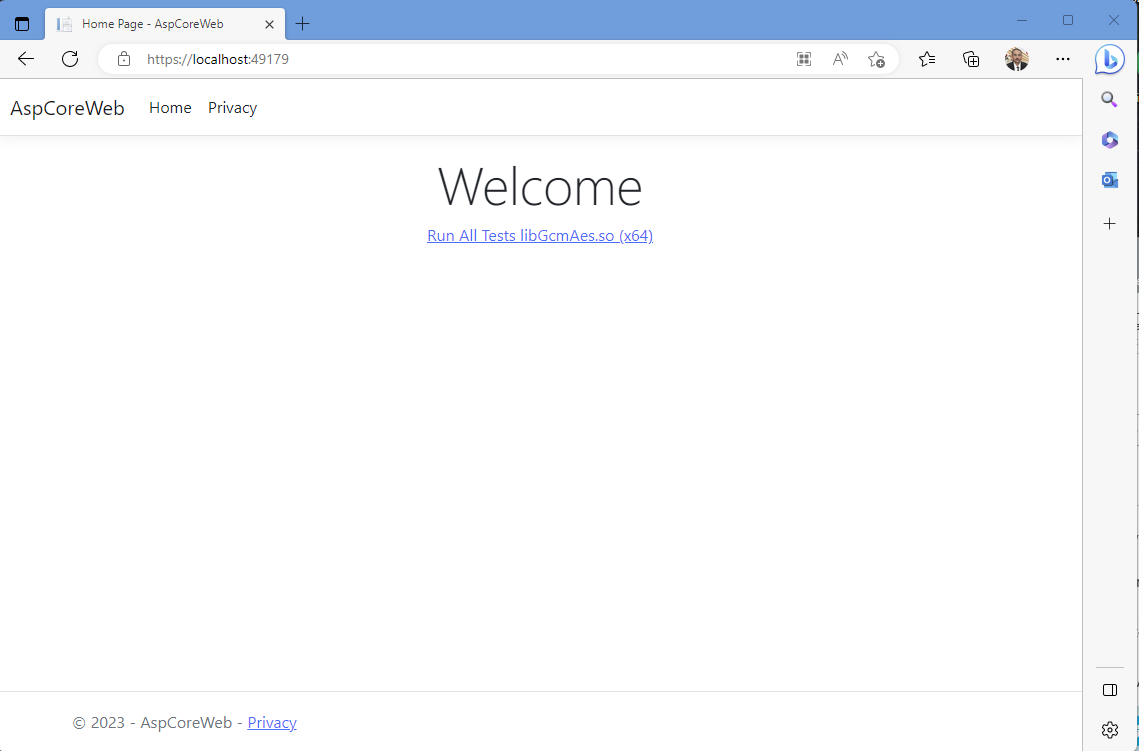 Home Page - AspCoreWeb
https://localhost:49179
AspCoreWeb Home Privacy
Welcome
Run All Tests libGcmAes.so (x64)
© 2023 - AspCoreWeb - Privacy